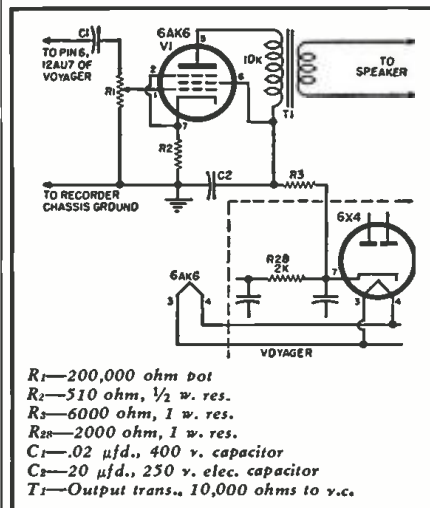 C1
6AK6
V1
5
TO PIN 6,
12AU7 OF
VOYAGER
2
1
6
7
R1
R2
10K
T1
TO
SPEAKER
C2
R3
TO RECORDER
CHASSIS GROUND
6X4
R28
2K
7
6AK6
3
4
3
4
VOYAGER
R1—200,000 ohm pot
R2—510 ohm, 1/2 w. res.
R3—6000 ohm, 1 w. res.
R28—2000 ohm, 1 w. res.
C1—.02 µfd., 400 v. capacitor
C2—20 µfd., 250 v. elec. capacitor
T1—Output trans., 10,000 ohms to v.c.